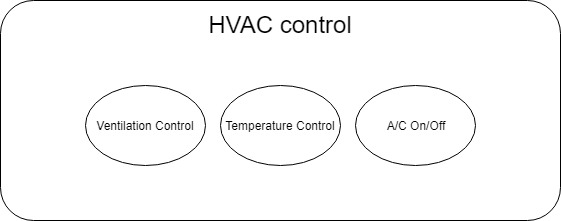 HVAC control
Ventilation Control
Temperature Control
A/C On/Off